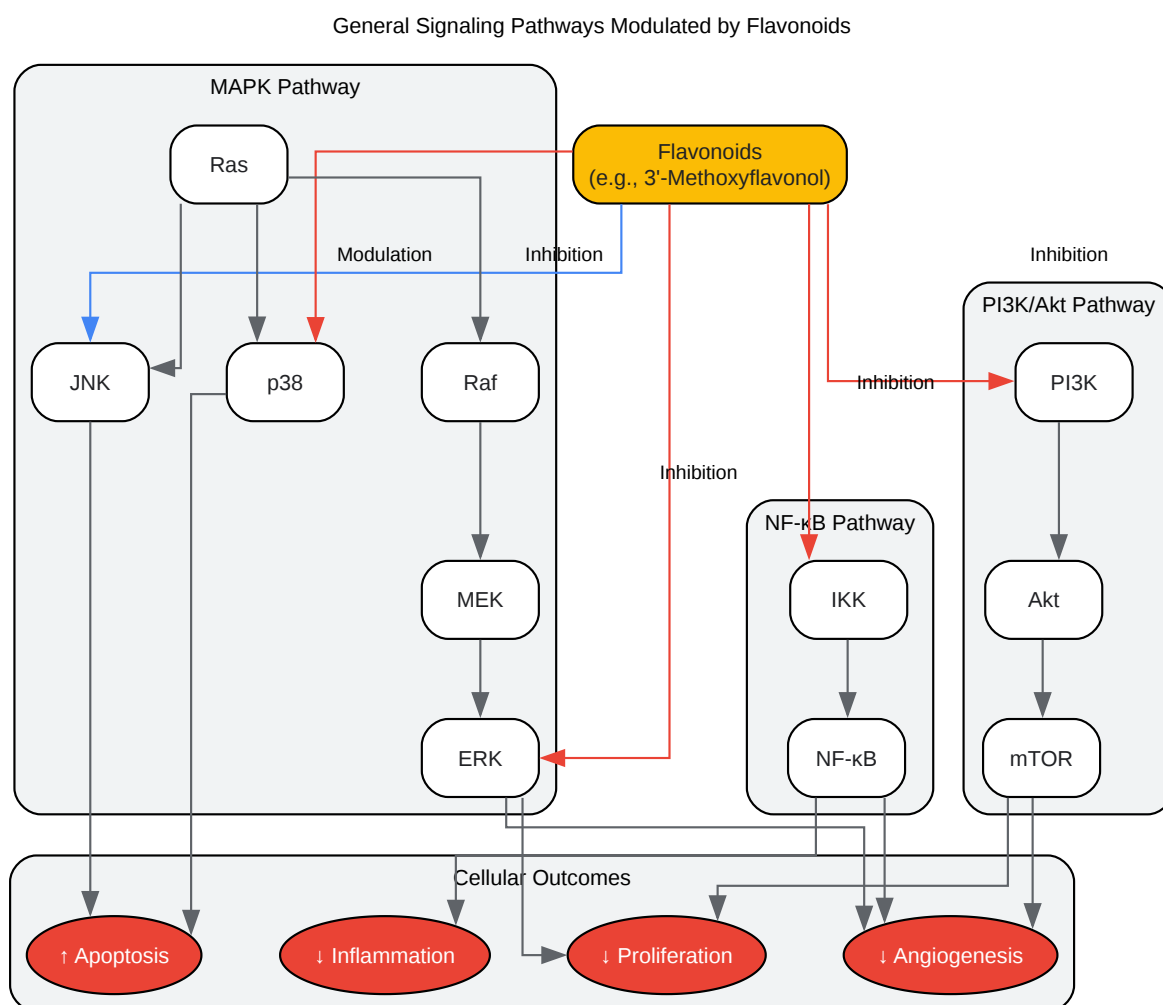 General Signaling Pathways Modulated by Flavonoids
MAPK Pathway
Ras
Flavonoids
(e.g., 3'-Methoxyflavonol)
Modulation
Inhibition
Inhibition
PI3K/Akt Pathway
JNK
p38
Raf
Inhibition
PI3K
Inhibition
NF-κB Pathway
MEK
IKK
Akt
ERK
NF-κB
mTOR
Cellular Outcomes
↑ Apoptosis
↓ Inflammation
↓ Proliferation
↓ Angiogenesis